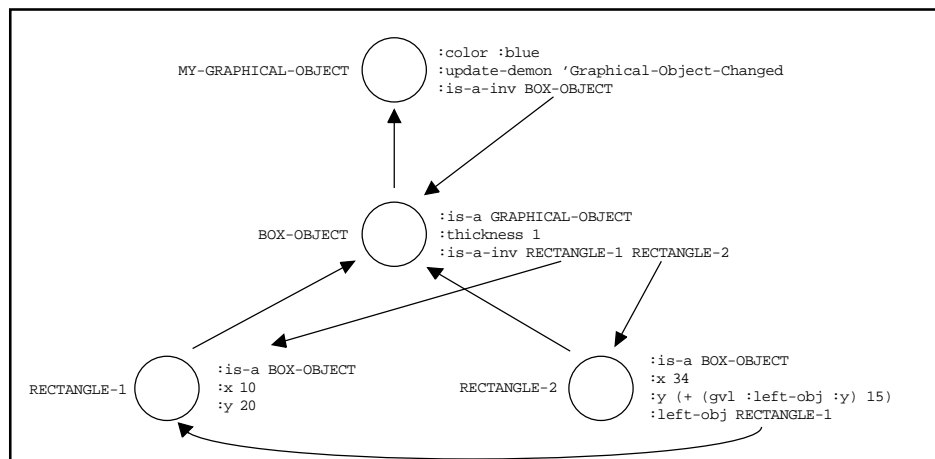 :color :blue
MY-GRAPHICAL-OBJECT
:update-demon 'Graphical-Object-Changed
:is-a-inv BOX-OBJECT
:is-a GRAPHICAL-OBJECT
BOX-OBJECT
:thickness 1
:is-a-inv RECTANGLE-1 RECTANGLE-2
RECTANGLE-1
:is-a BOX-OBJECT
:x 10
:y 20
RECTANGLE-2
:is-a BOX-OBJECT
:x 34
:y (+ (gvl :left-obj :y) 15)
:left-obj RECTANGLE-1